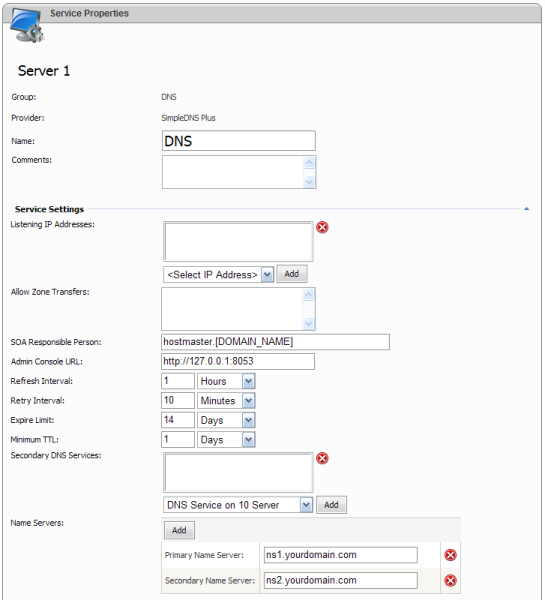 Service Properties
Server 1
Group: DNS
Provider: SimpleDNS Plus
Name: DNS
Comments:
Service Settings
Listening IP Addresses:
<Select IP Address> Add
Allow Zone Transfers:
SOA Responsible Person: hostmaster.[DOMAIN_NAME]
Admin Console URL: http://127.0.0.1:8053
Refresh Interval: 1 Hours
Retry Interval: 10 Minutes
Expire Limit: 14 Days
Minimum TTL: 1 Days
Secondary DNS Services:
DNS Service on 10 Server Add
Name Servers: Add
Primary Name Server: ns1.yourdomain.com
Secondary Name Server: ns2.yourdomain.com